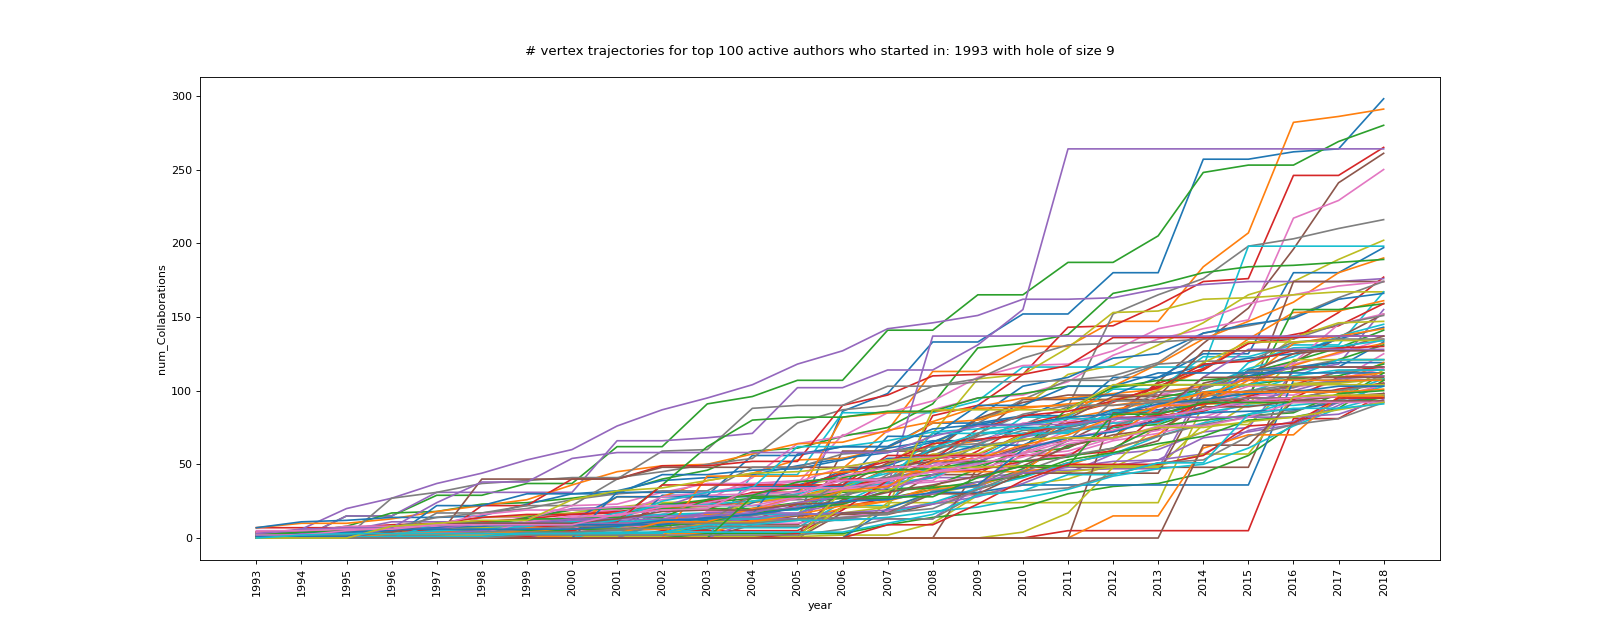 # vertex trajectories for top 100 active authors who started in: 1993 with hole of size 9
300
250
200
150
100
50
0
num_Collaborations
1993 1994 1995 1996 1997 1998 1999 2000 2001 2002 2003 2004 2005 2006 2007 2008 2009 2010 2011 2012 2013 2014 2015 2016 2017 2018
year